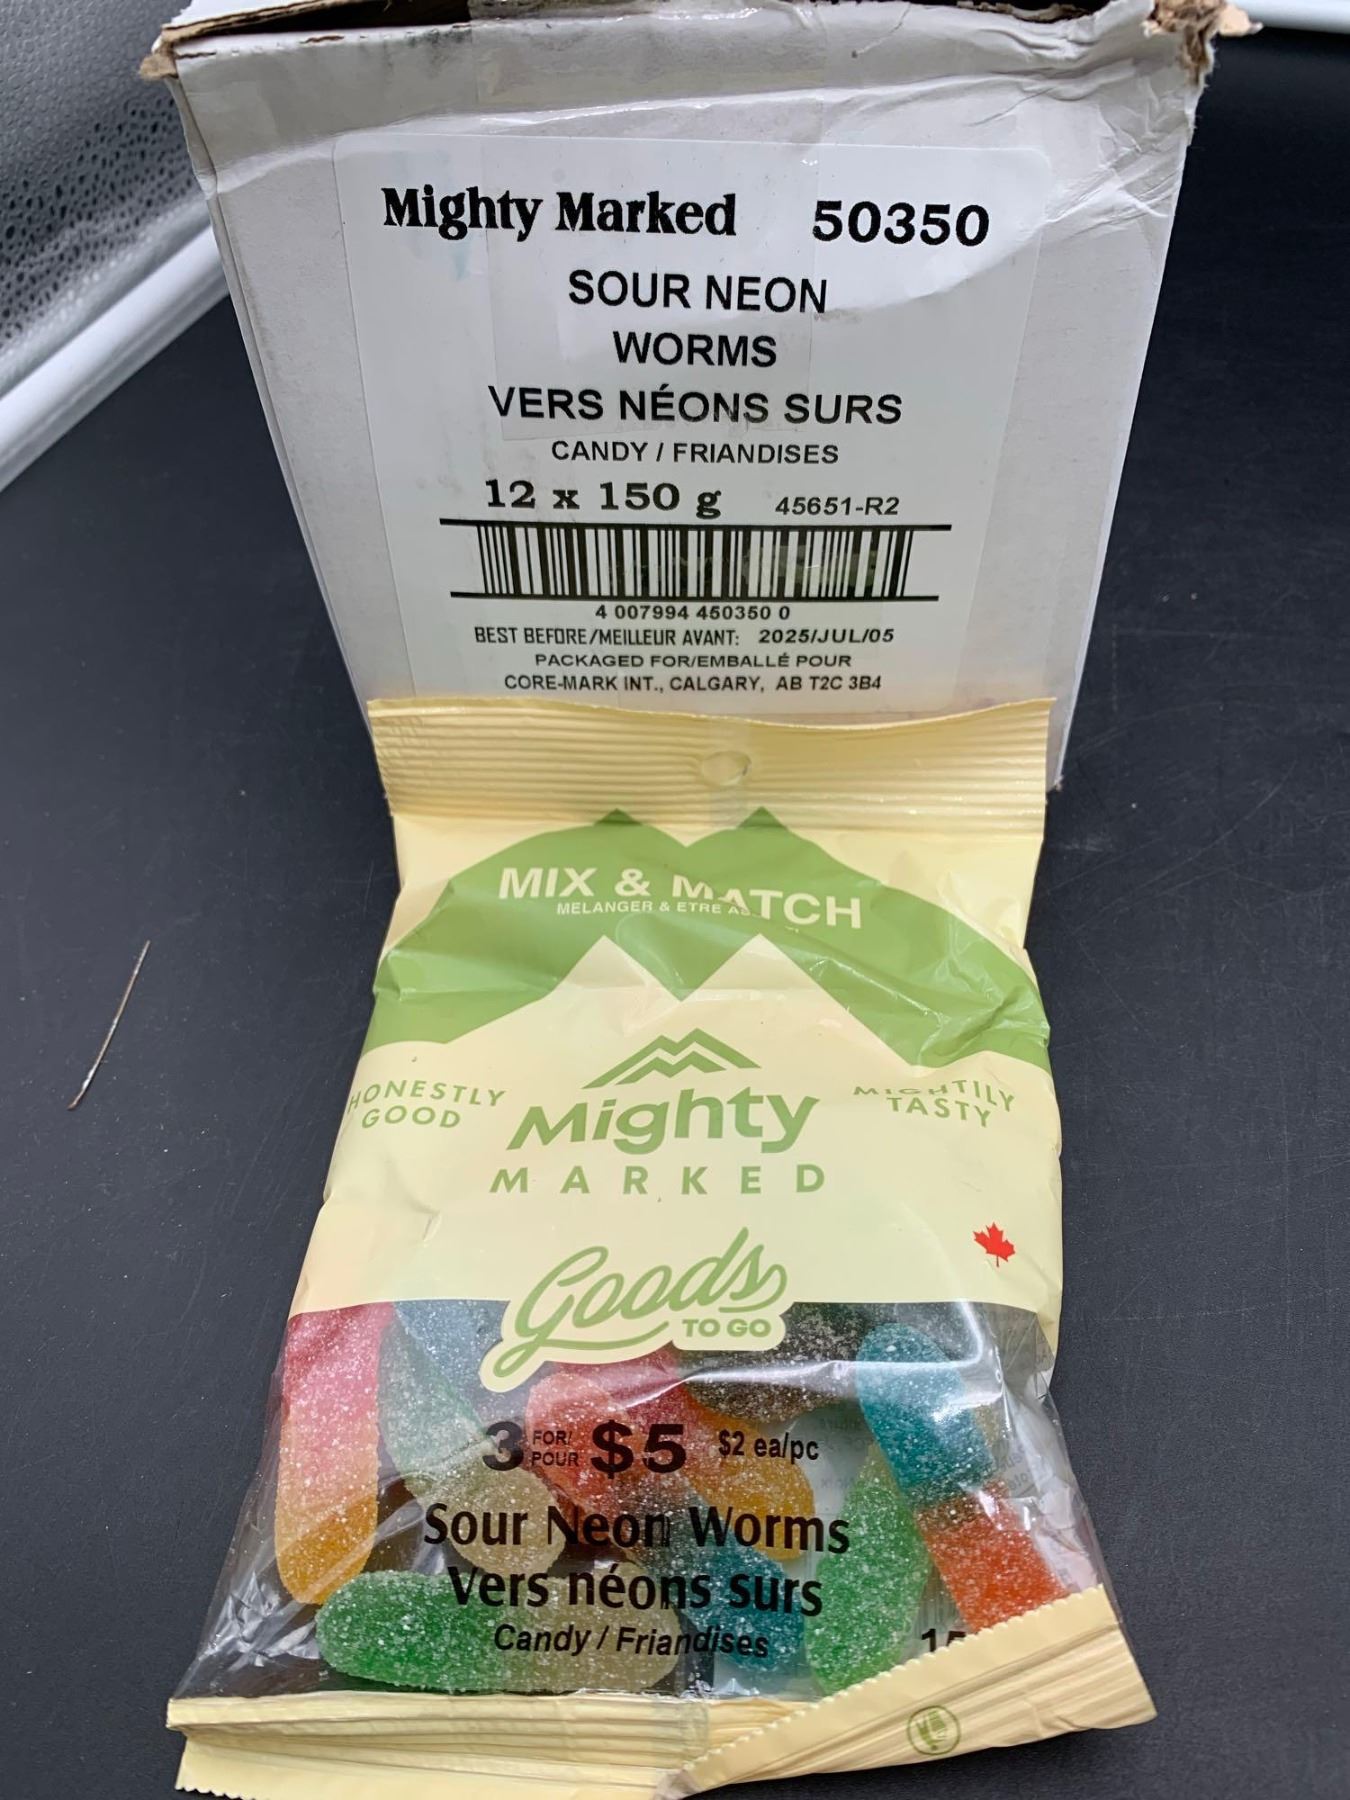 Mighty Marked 50350
SOUR NEON
WORMS
VERS NÉONS SURS
CANDY / FRIANDISES
12 x 150 g 45651-R2
4 007994 450350 0
BEST BEFORE/MEILLEUR AVANT: 2025/JUL/05
PACKAGED FOR/EMBALLÉ POUR
CORE-MARK INT., CALGARY, AB T2C 3B4
MIX & MATCH
MELANGER & ETRE
HONESTLY
GOOD
Mighty
MARKED
MIGHTILY
TASTY
Goods
TO GO
3 FOR/
POUR $5 $2 ea/pc
Sour Neon Worms
Vers néons surs
Candy / Friandises